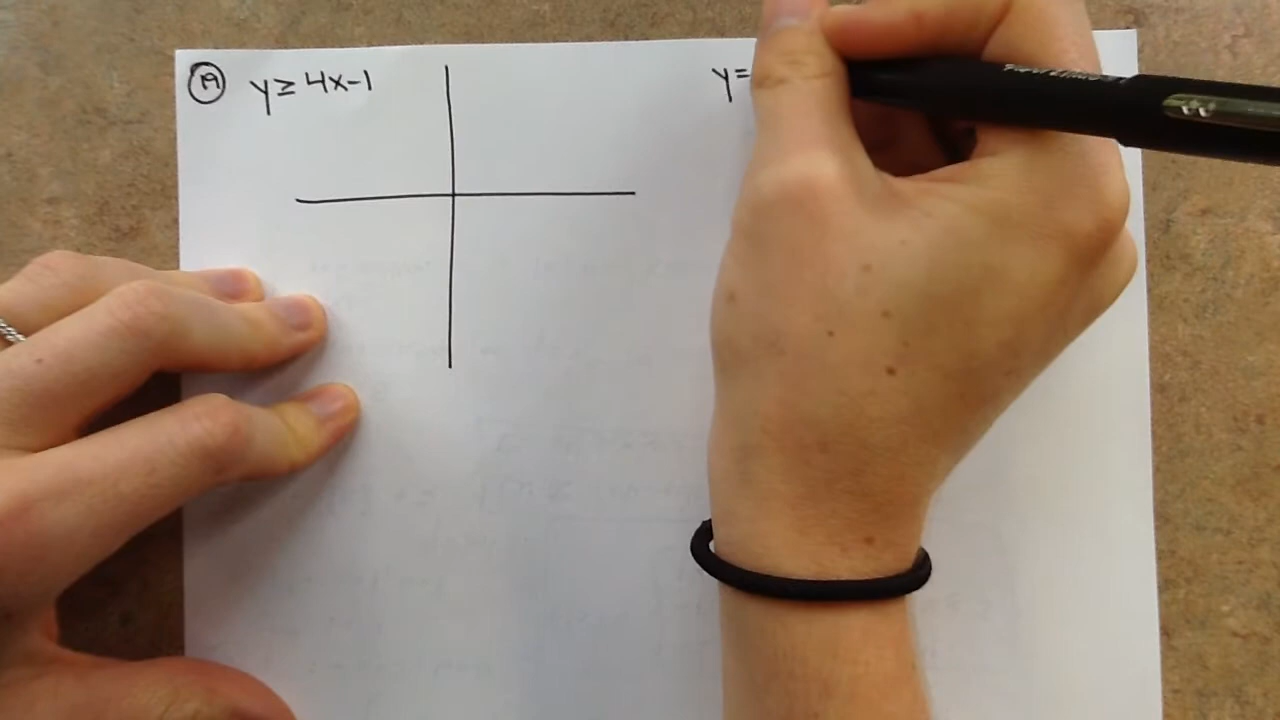 19 y ≥ 4x-1
y=